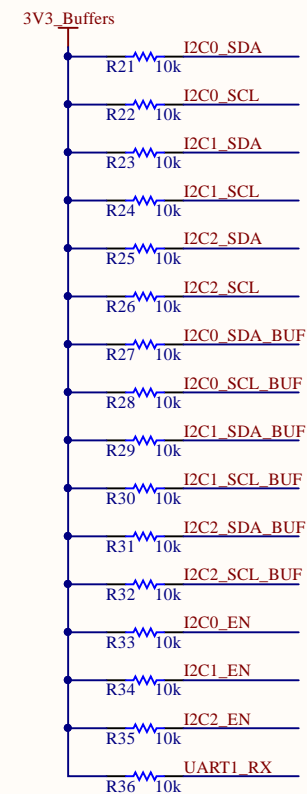 3V3_Buffers
I2C0_SDA
R21 10k
I2C0_SCL
R22 10k
I2C1_SDA
R23 10k
I2C1_SCL
R24 10k
I2C2_SDA
R25 10k
I2C2_SCL
R26 10k
I2C0_SDA_BUF
R27 10k
I2C0_SCL_BUF
R28 10k
I2C1_SDA_BUF
R29 10k
I2C1_SCL_BUF
R30 10k
I2C2_SDA_BUF
R31 10k
I2C2_SCL_BUF
R32 10k
I2C0_EN
R33 10k
I2C1_EN
R34 10k
I2C2_EN
R35 10k
UART1_RX
R36 10k